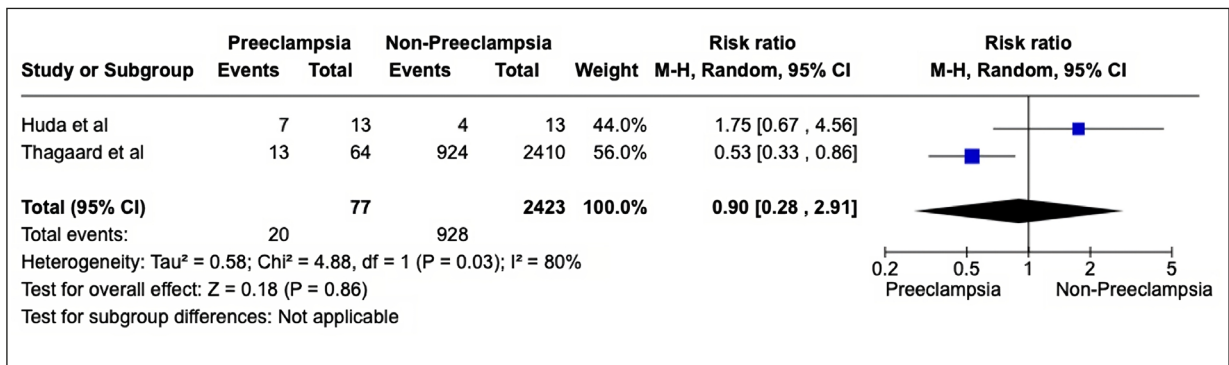 Preeclampsia Non-Preeclampsia Risk ratio Risk ratio
Study or Subgroup Events Total Events Total Weight M-H, Random, 95% CI M-H, Random, 95% CI
Huda et al 7 13 4 13 44.0% 1.75 [0.67 , 4.56]
Thagaard et al 13 64 924 2410 56.0% 0.53 [0.33 , 0.86]
Total (95% CI) 77 2423 100.0% 0.90 [0.28 , 2.91]
Total events: 20 928
Heterogeneity: Tau² = 0.58; Chi² = 4.88, df = 1 (P = 0.03); I² = 80%
Test for overall effect: Z = 0.18 (P = 0.86)
Test for subgroup differences: Not applicable
0.2 0.5 1 2 5
Preeclampsia Non-Preeclampsia